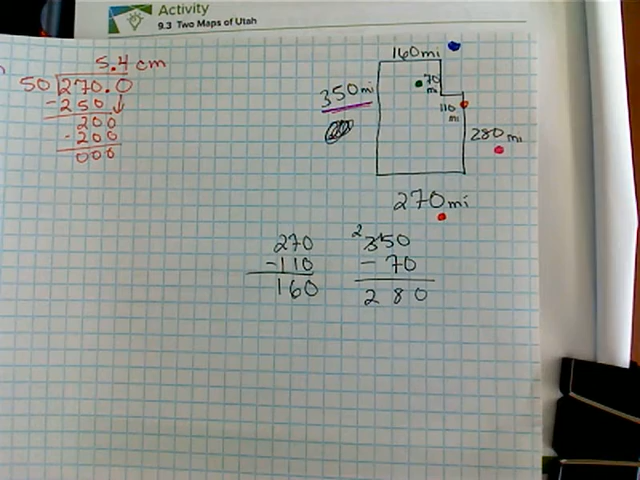 Activity
9.3 Two Maps of Utah
5.4 cm
50 270.0
-250
200
-200
000
160mi
350mi
70 mi
110 mi
280mi
270mi
270
-110
160
2
3150
-70
280